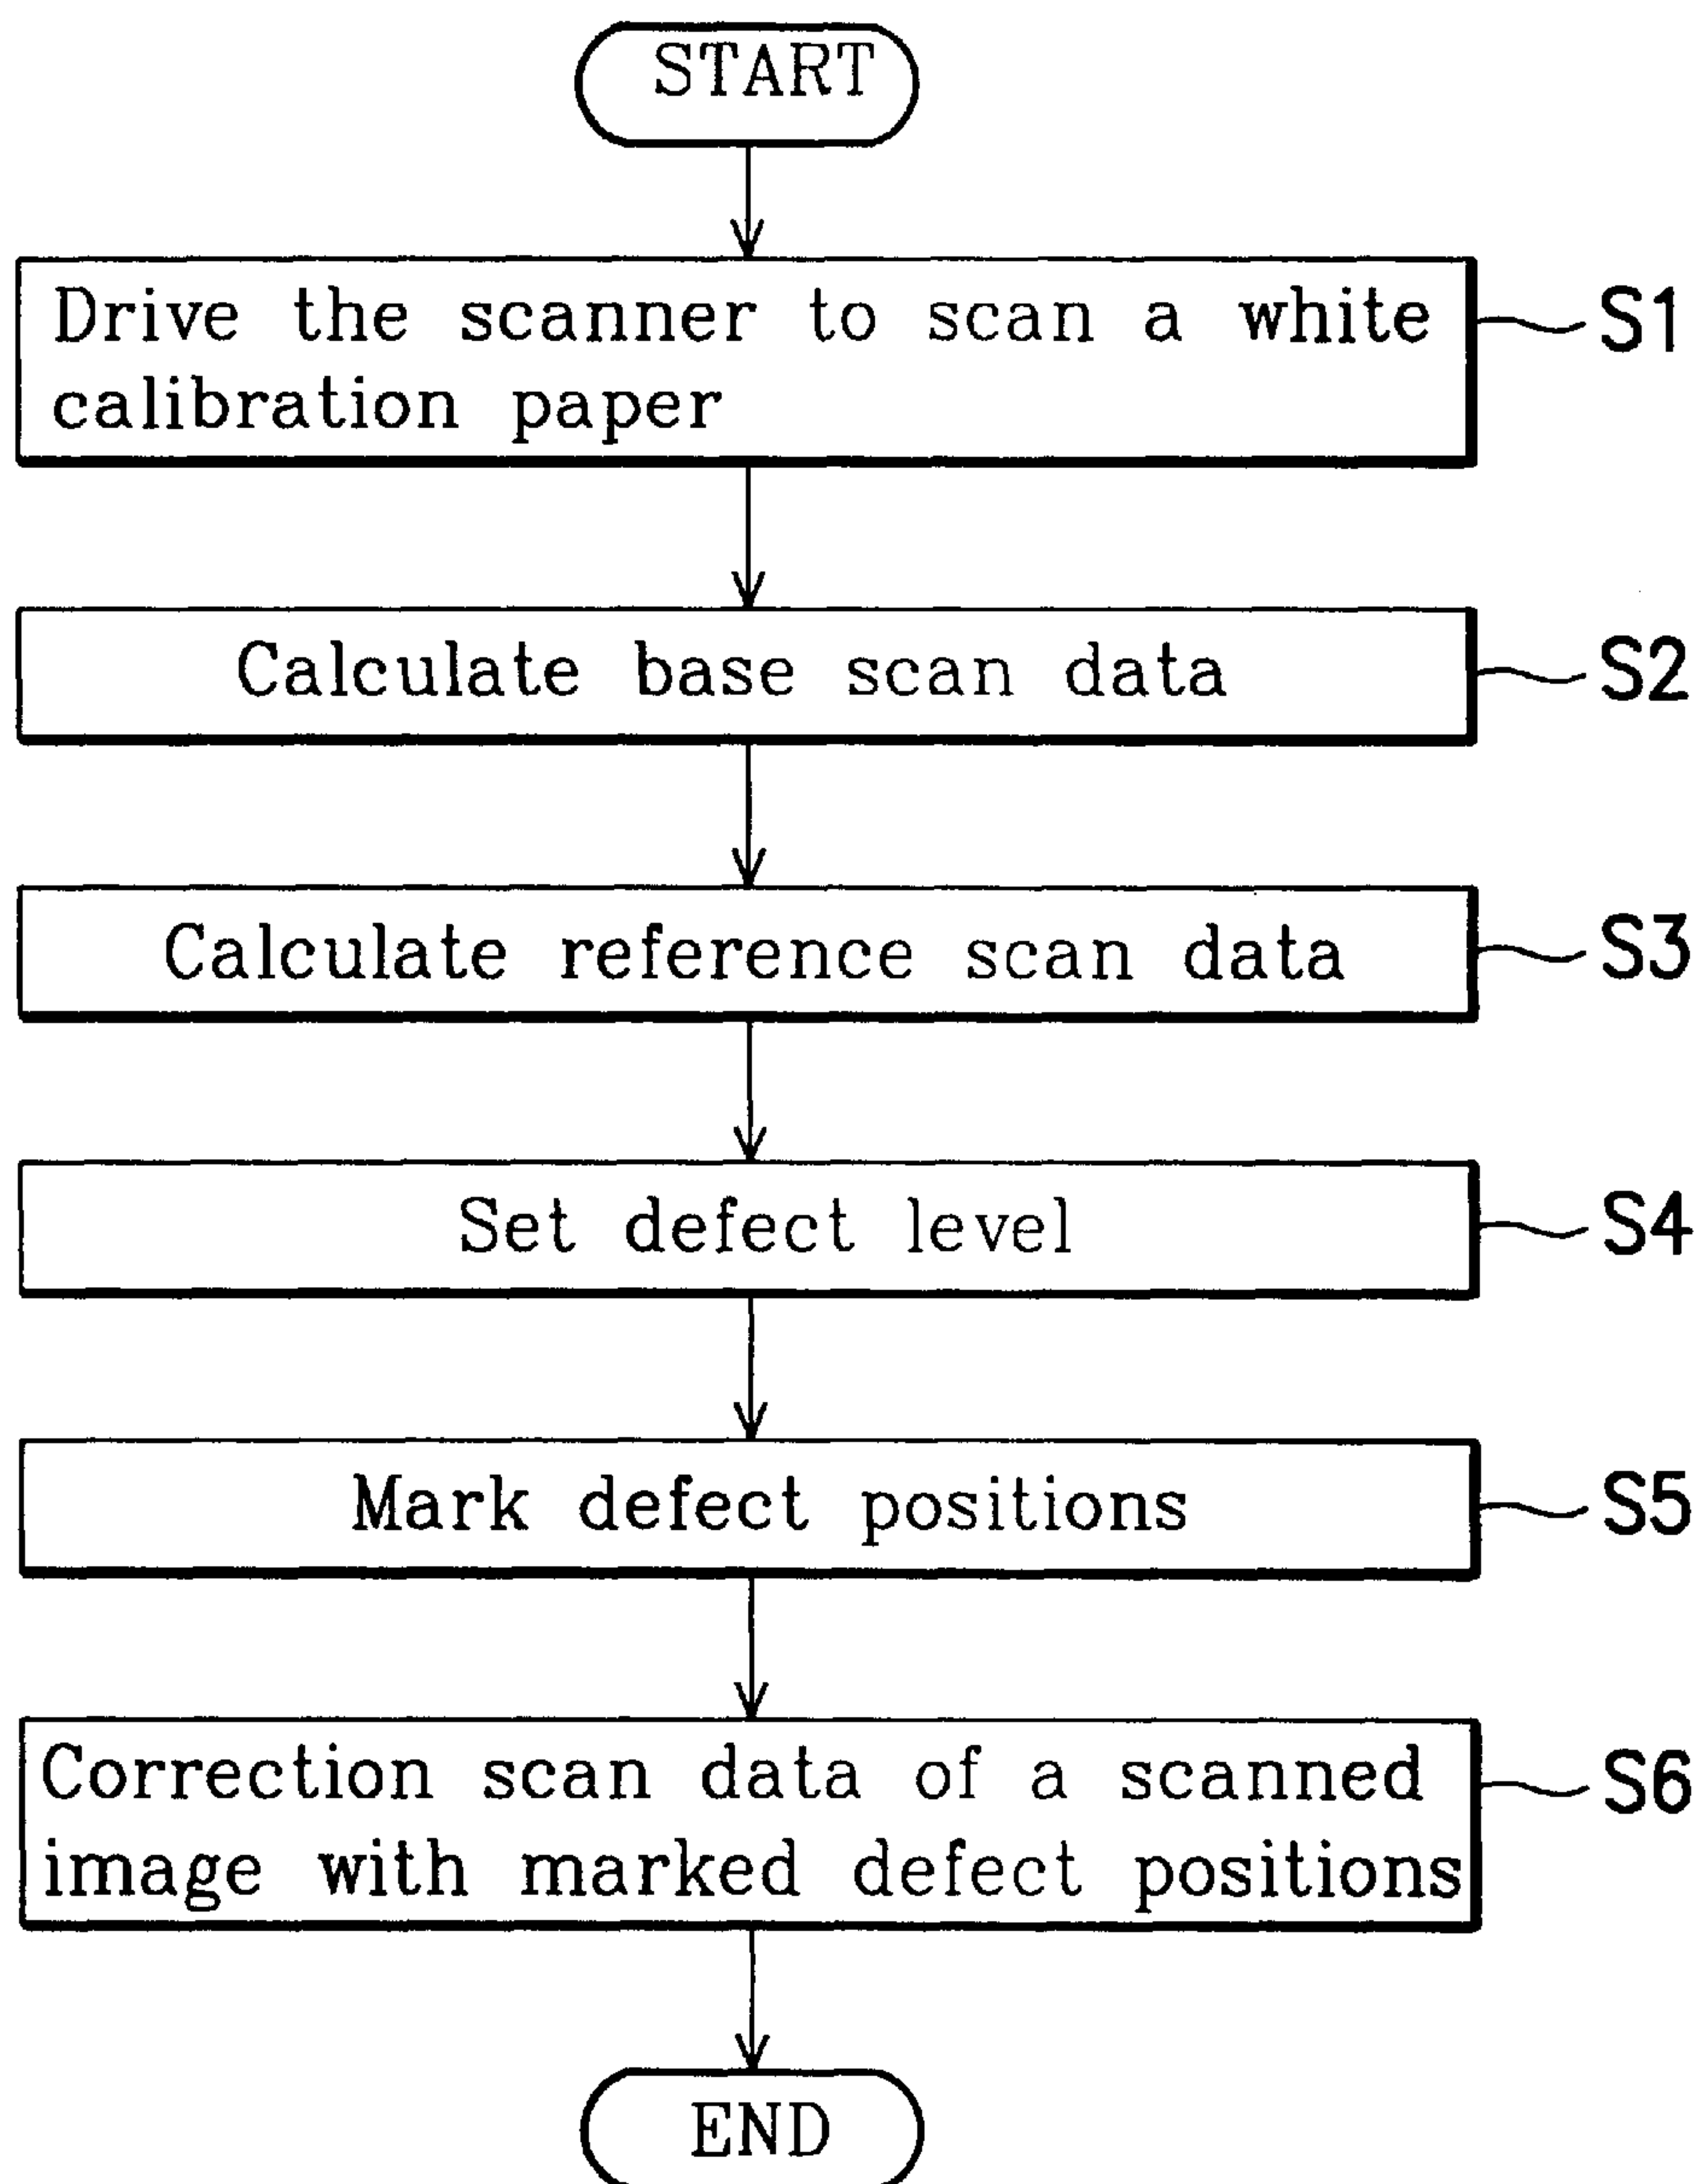 START
Drive the scanner to scan a white
calibration paper
S1
Calculate base scan data
S2
Calculate reference scan data
S3
Set defect level
S4
Mark defect positions
S5
Correction scan data of a scanned
image with marked defect positions
S6
END